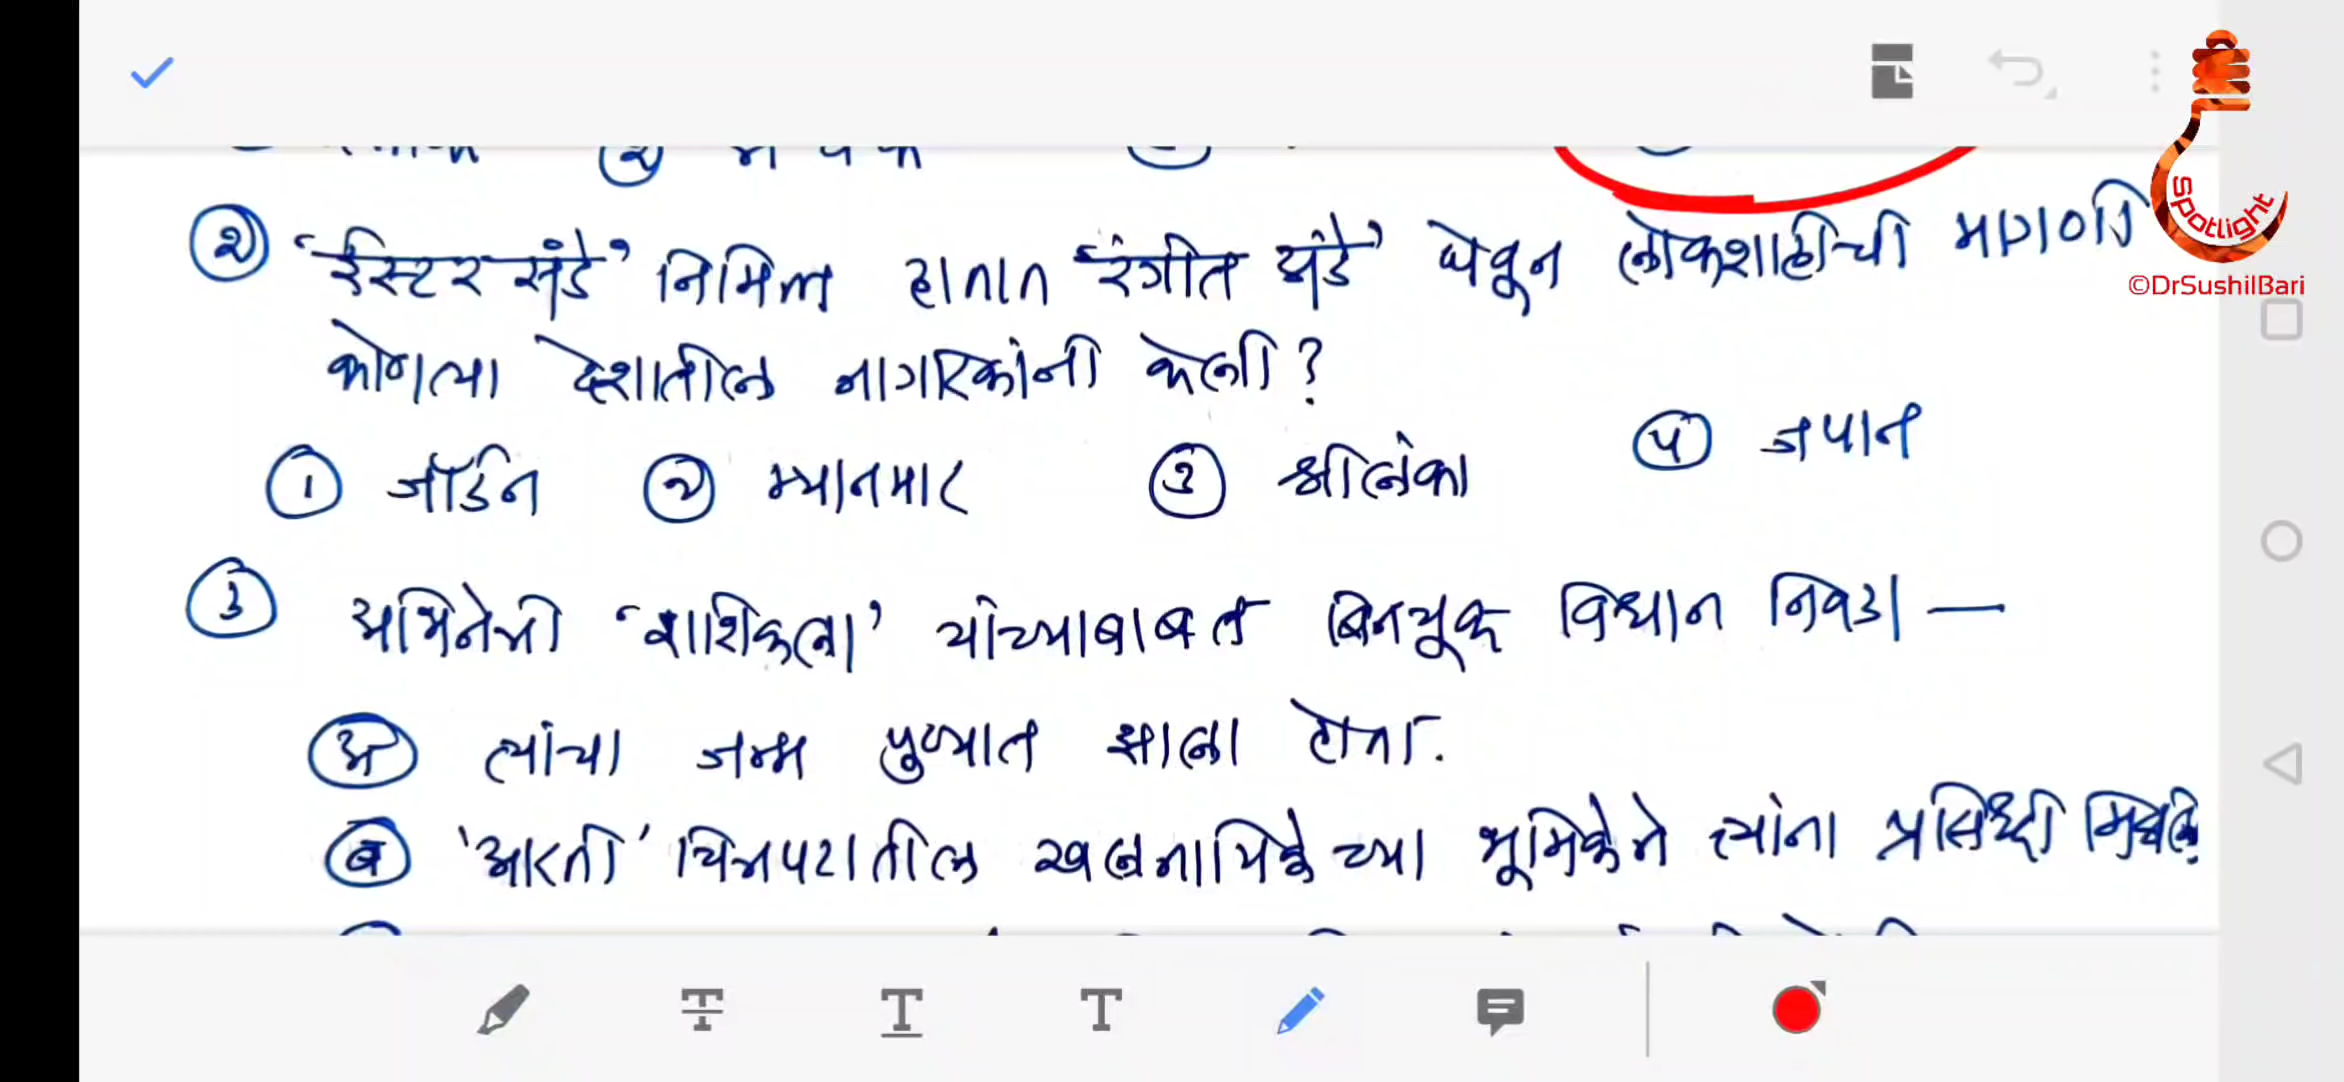 २ 'ईस्टर संडे' निमित्त हातात 'रंगीत अंडे' घेवून लोकशाहीची मागणी
कोणत्या देशातील नागरिकांनी केली?
१ जॉर्डन २ म्यानमार ३ श्रीलंका ४ जपान
३ अभिनेत्री 'शशिकला' यांच्याबाबत बिनचूक विधान निवडा —
अ त्यांचा जन्म पुण्यात झाला होता.
ब 'आरती' चित्रपटातील खलनायिकेच्या भूमिकेने त्यांना प्रसिध्दी मिळाली.
Spotlight
©DrSushilBari